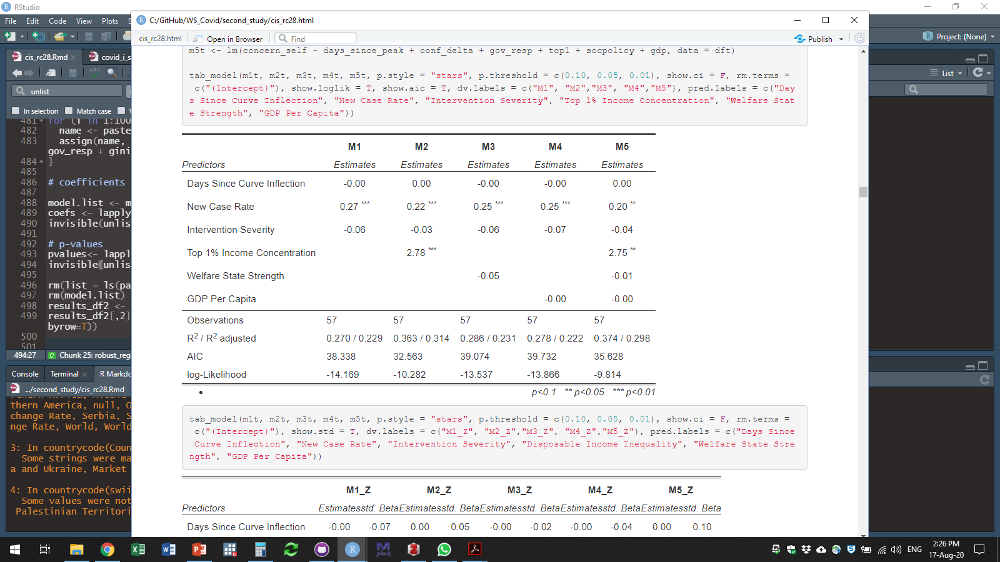 RStudio
File Edit Code View Plots S
Project: (None)
cis_rc28.Rmd
covid_i_s
unlist
In selection
Match case
List
481 for (i in 1:100
482 name <- paste
483 assign(name,
gov_resp + gini
484 }
485
486 # coefficients
487
488 model.list <- m
489 coefs <- lapply
490 invisible(unlis
491
492 # p-values
493 pvalues<- lappl
494 invisible(unlis
495
496 rm(list = ls(pa
497 rm(model.list)
498 results_df2 <-
499 results_df2[,2]
byrow=T))
500
501
494:27 C Chunk 25: robust_reg
Console Terminal R Markdo
.../second_study/cis_rc28.Rmd
thern America, null, O
change Rate, Serbia, S
nge Rate, World, World
3: In countrycode(Coun
Some strings were ma
a and Ukraine, Market
4: In countrycode(swii
Some values were not
Palestinian Territori
C:/GitHub/WS_Covid/second_study/cis_rc28.html
cis_rc28.html Open in Browser Find Publish
m5t <- lm(concern_self ~ days_since_peak + conf_delta + gov_resp + top1 + socpolicy + gdp, data = dft)
tab_model(m1t, m2t, m3t, m4t, m5t, p.style = "stars", p.threshold = c(0.10, 0.05, 0.01), show.ci = F, rm.terms =
c("(Intercept)"), show.loglik = T, show.aic = T, dv.labels = c("M1", "M2","M3", "M4","M5"), pred.labels = c("Day
s Since Curve Inflection", "New Case Rate", "Intervention Severity", "Top 1% Income Concentration", "Welfare Stat
e Strength", "GDP Per Capita"))
M1 M2 M3 M4 M5
Predictors Estimates Estimates Estimates Estimates Estimates
Days Since Curve Inflection -0.00 0.00 -0.00 -0.00 0.00
New Case Rate 0.27 *** 0.22 *** 0.25 *** 0.25 *** 0.20 **
Intervention Severity -0.06 -0.03 -0.06 -0.07 -0.04
Top 1% Income Concentration 2.78 *** 2.75 **
Welfare State Strength -0.05 -0.01
GDP Per Capita -0.00 -0.00
Observations 57 57 57 57 57
R2 / R2 adjusted 0.270 / 0.229 0.363 / 0.314 0.286 / 0.231 0.278 / 0.222 0.374 / 0.298
AIC 38.338 32.563 39.074 39.732 35.628
log-Likelihood -14.169 -10.282 -13.537 -13.866 -9.814
• p<0.1 ** p<0.05 *** p<0.01
tab_model(m1t, m2t, m3t, m4t, m5t, p.style = "stars", p.threshold = c(0.10, 0.05, 0.01), show.ci = F, rm.terms =
c("(Intercept)"), show.std = T, dv.labels = c("M1_Z", "M2_Z","M3_Z", "M4_Z","M5_Z"), pred.labels = c("Days Since
Curve Inflection", "New Case Rate", "Intervention Severity", "Disposable Income Inequality", "Welfare State Stre
ngth", "GDP Per Capita"))
M1_Z M2_Z M3_Z M4_Z M5_Z
Predictors Estimatesstd. BetaEstimatesstd. BetaEstimatesstd. BetaEstimatesstd. BetaEstimatesstd. Beta
Days Since Curve Inflection -0.00 -0.07 0.00 0.05 -0.00 -0.02 -0.00 -0.04 0.00 0.10
ENG
2:26 PM
17-Aug-20